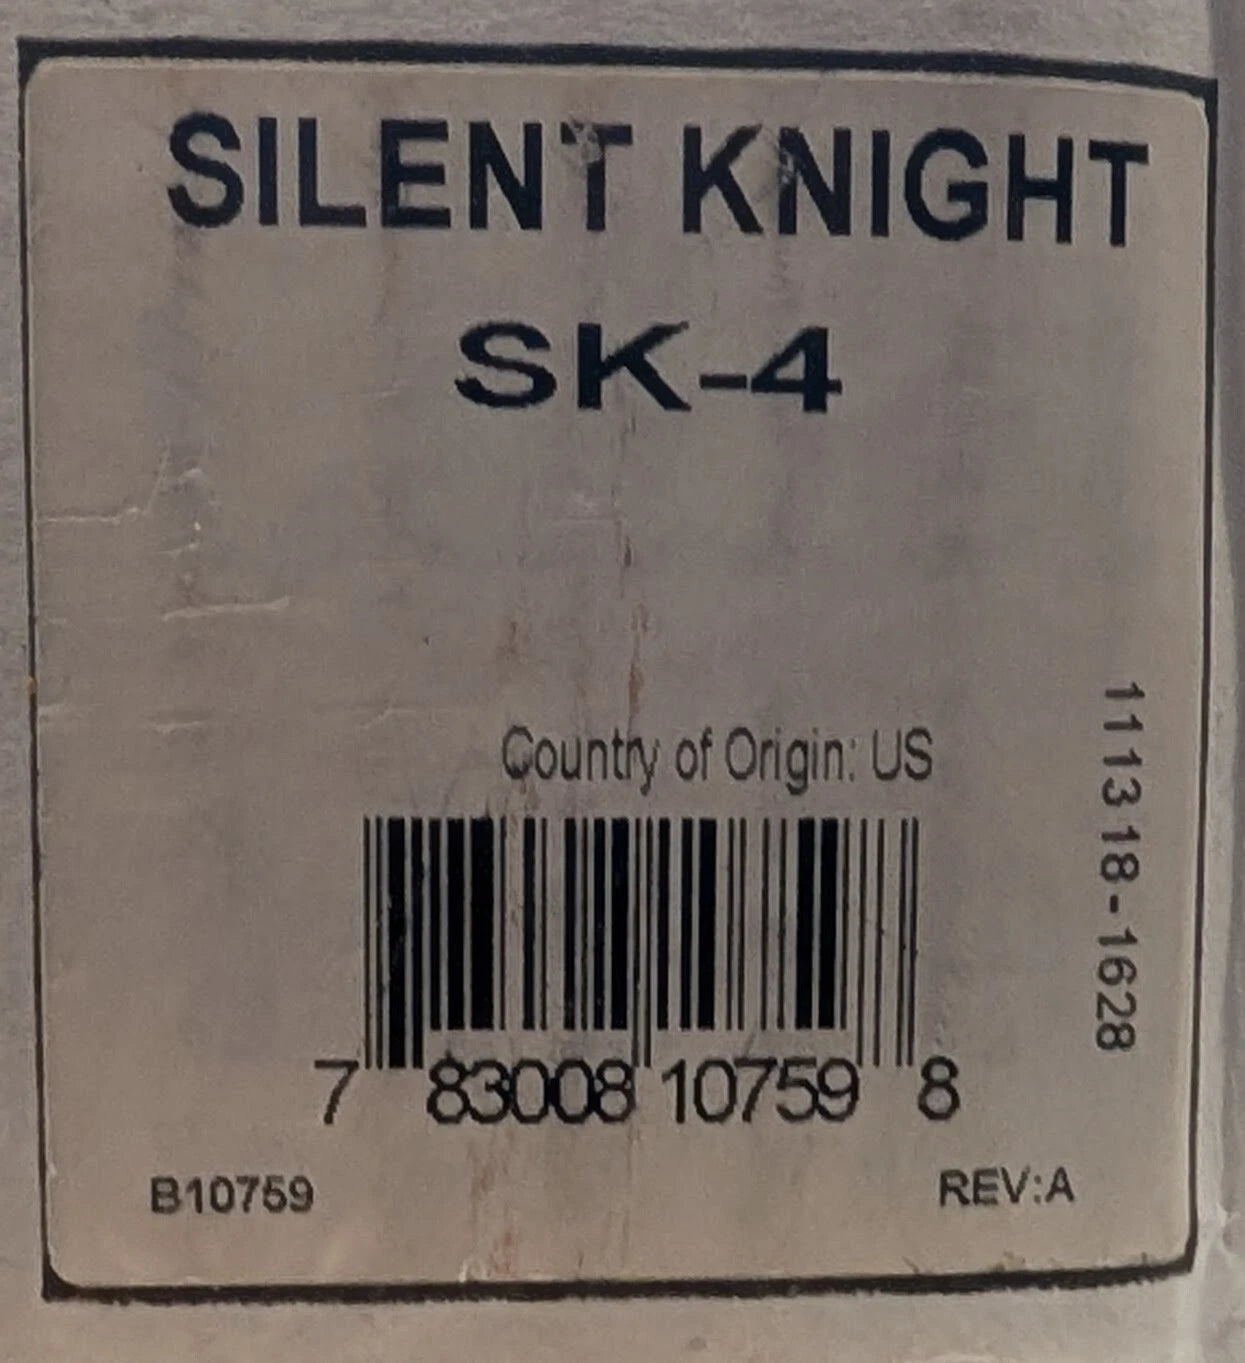 SILENT KNIGHT
SK-4
Country of Origin: US
111318-1628
7 83008 10759 8
B10759
REV:A